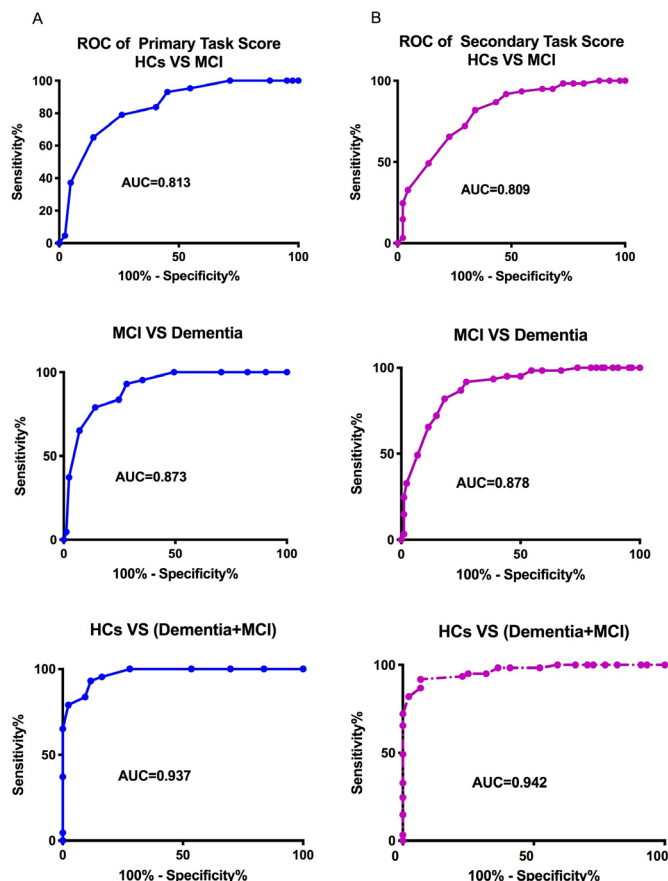 A
ROC of Primary Task Score
HCs VS MCI
100
80
60
40
20
0
Sensitivity%
AUC=0.813
0
50
100
100% - Specificity%
B
ROC of Secondary Task Score
HCs VS MCI
100
50
0
Sensitivity%
AUC=0.809
0
50
100
100% - Specificity%
MCI VS Dementia
100
50
0
Sensitivity%
AUC=0.873
0
50
100
100% - Specificity%
MCI VS Dementia
100
50
0
Sensitivity%
AUC=0.878
0
50
100
100% - Specificity%
HCs VS (Dementia+MCI)
100
50
0
Sensitivity%
AUC=0.937
0
50
100
100% - Specificity%
HCs VS (Dementia+MCI)
100
50
0
Sensitivity%
AUC=0.942
0
50
100
100% - Specificity%